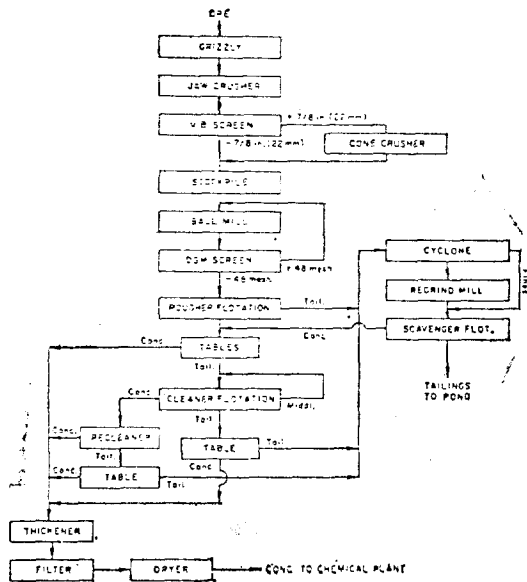 ORE
GRIZZLY
JAW CRUSHER
VIB SCREEN
+ 7/8 in. (22 mm)
- 7/8 in. (22 mm)
CONE CRUSHER
STOCKPILE
BALL MILL
DSM SCREEN
+ 48 mesh
- 48 mesh
ROUGHER FLOTATION
Tail.
CYCLONE
REGRIND MILL
SCAVENGER FLOT.
Conc
TAILINGS
TO POND
Conc.
TABLES
Tail.
CLEANER FLOTATION
Middl.
Conc
Tail
RECLEANER
Conc.
Tail.
TABLE
Tail
Conc
Conc.
TABLE
Tail
THICKENER
FILTER
DRYER
CONC TO CHEMICAL PLANE